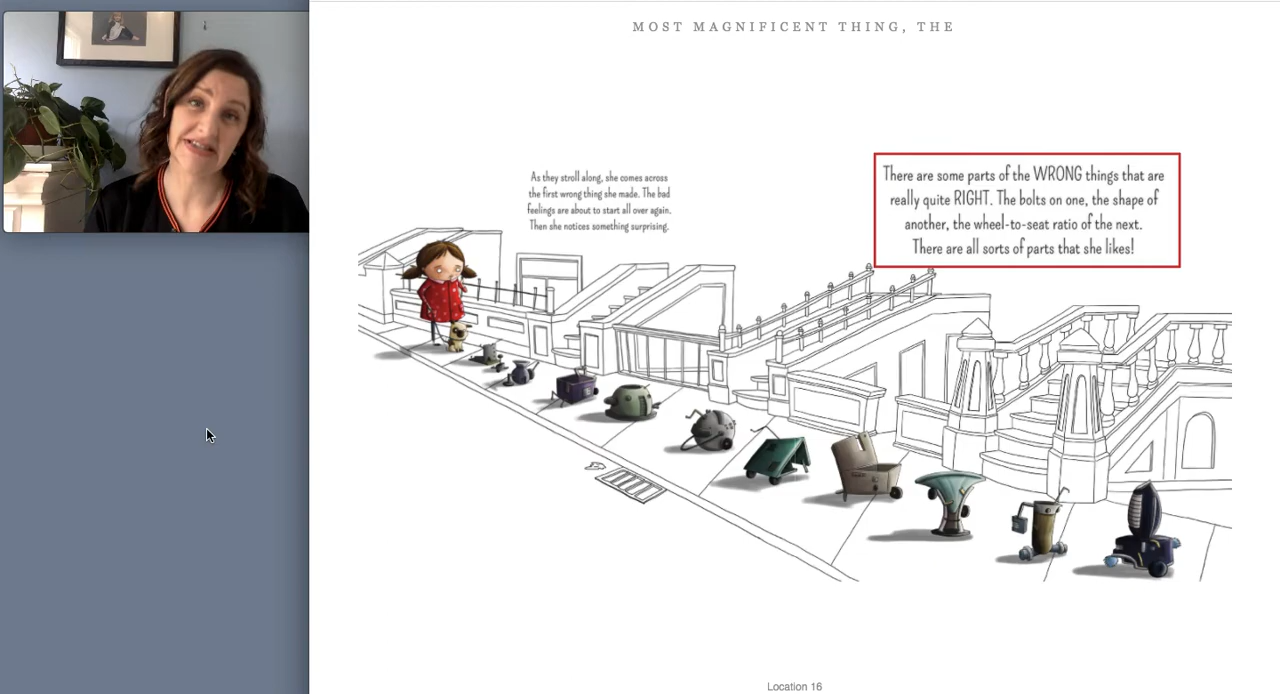 MOST MAGNIFICENT THING, THE
As they stroll along, she comes across
the first wrong thing she made. The bad
feelings are about to start all over again.
Then she notices something surprising.
There are some parts of the WRONG things that are
really quite RIGHT. The bolts on one, the shape of
another, the wheel-to-seat ratio of the next.
There are all sorts of parts that she likes!
Location 16